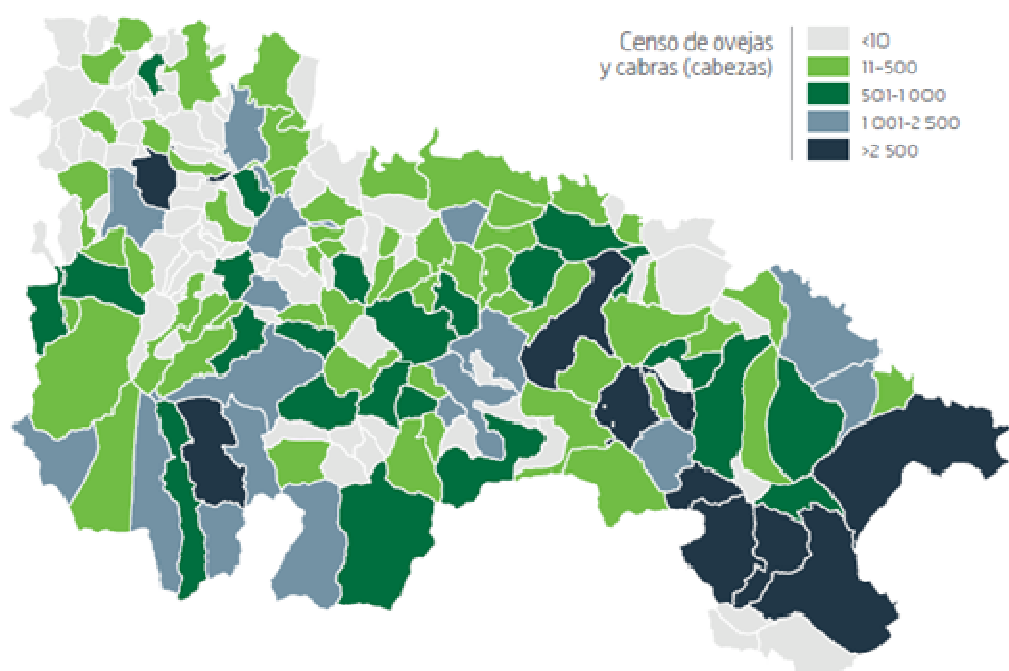 Censo de ovejas
y cabras (cabezas)
<10
11-500
501-1 000
1 001-2 500
>2 500